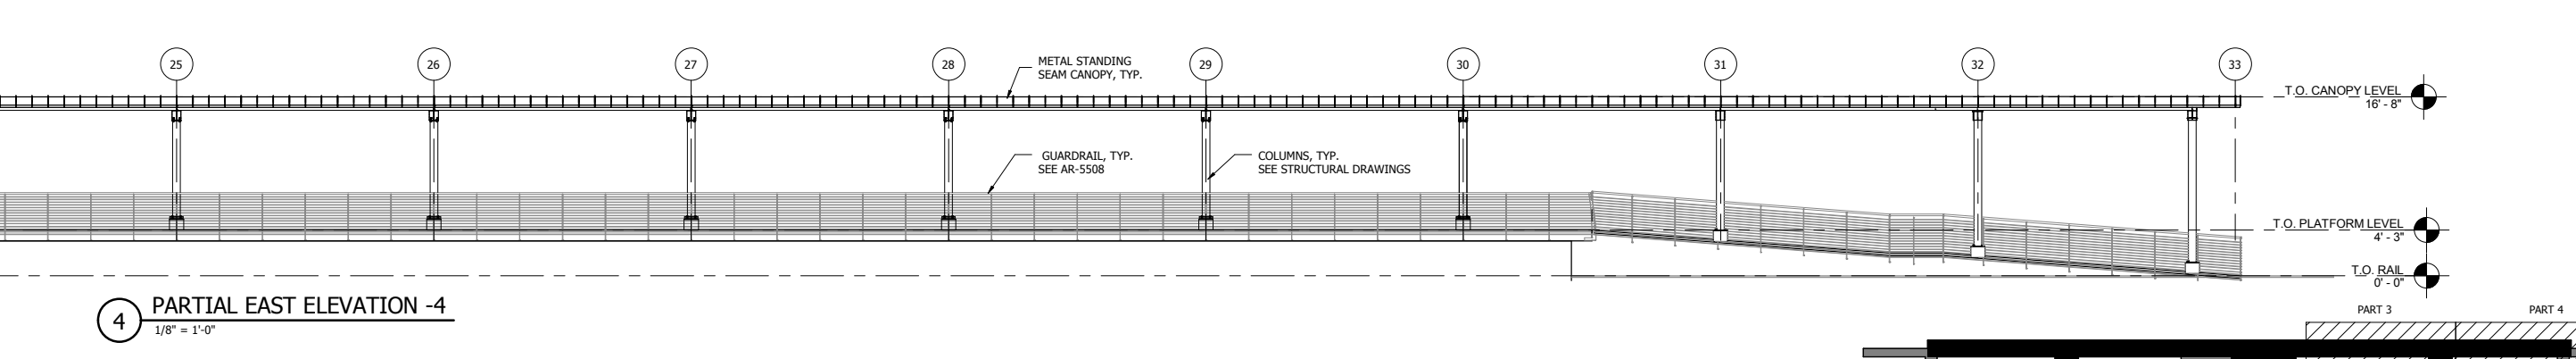 25 26 27 28 29 30 31 32 33
METAL STANDING
SEAM CANOPY, TYP.
T.O. CANOPY LEVEL
16' - 8"
GUARDRAIL, TYP.
SEE AR-5508
COLUMNS, TYP.
SEE STRUCTURAL DRAWINGS
T.O. PLATFORM LEVEL
4' - 3"
T.O. RAIL
0' - 0"
4 PARTIAL EAST ELEVATION -4
1/8" = 1'-0"
PART 3 PART 4